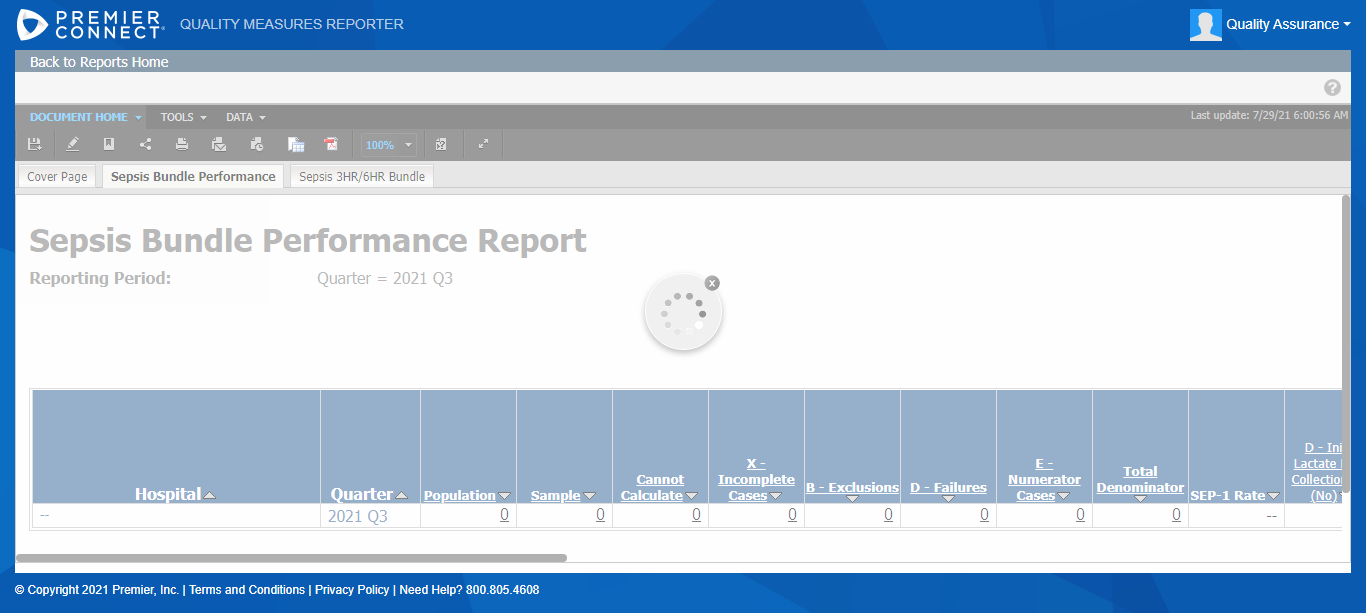 PREMIER CONNECT® QUALITY MEASURES REPORTER
Quality Assurance
Back to Reports Home
?
DOCUMENT HOME TOOLS DATA
Last update: 7/29/21 6:00:56 AM
100%
Cover Page Sepsis Bundle Performance Sepsis 3HR/6HR Bundle
Sepsis Bundle Performance Report
Reporting Period: Quarter = 2021 Q3
x
Hospital
Quarter
Population
Sample
Cannot
Calculate
X -
Incomplete
Cases
B - Exclusions
D - Failures
E -
Numerator
Cases
Total
Denominator
SEP-1 Rate
D - Ini
Lactate
Collection
(No)
-- 2021 Q3 0 0 0 0 0 0 0 0 --
© Copyright 2021 Premier, Inc. | Terms and Conditions | Privacy Policy | Need Help? 800.805.4608